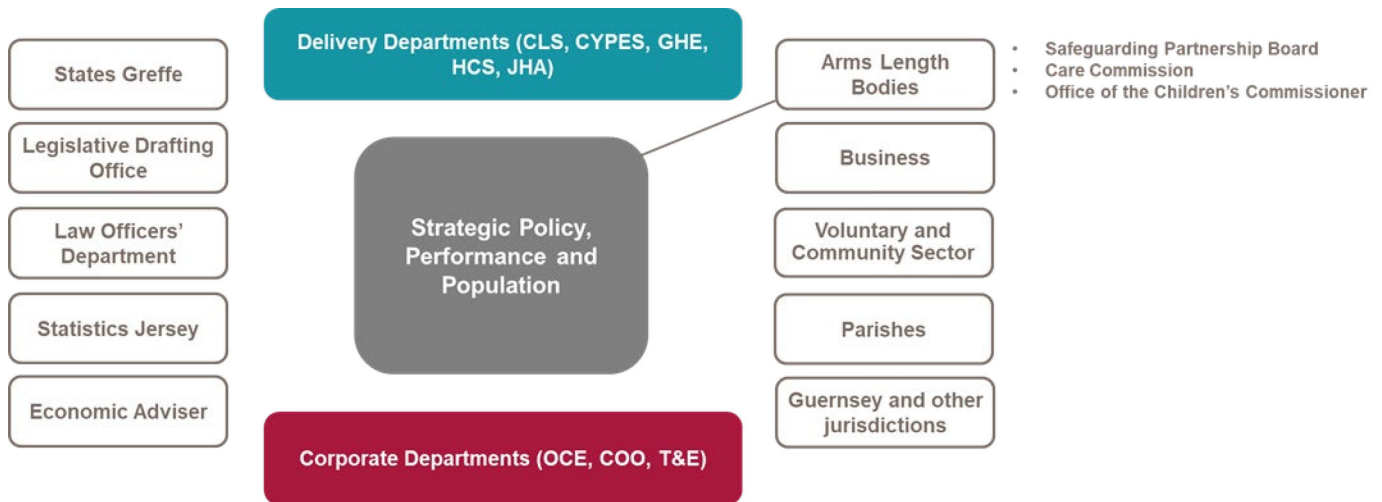 States Greffe
Legislative Drafting
Office
Law Officers’
Department
Statistics Jersey
Economic Adviser
Delivery Departments (CLS, CYPES, GHE,
HCS, JHA)
Strategic Policy,
Performance and
Population
Corporate Departments (OCE, COO, T&E)
Arms Length
Bodies
• Safeguarding Partnership Board
• Care Commission
• Office of the Children’s Commissioner
Business
Voluntary and
Community Sector
Parishes
Guernsey and other
jurisdictions